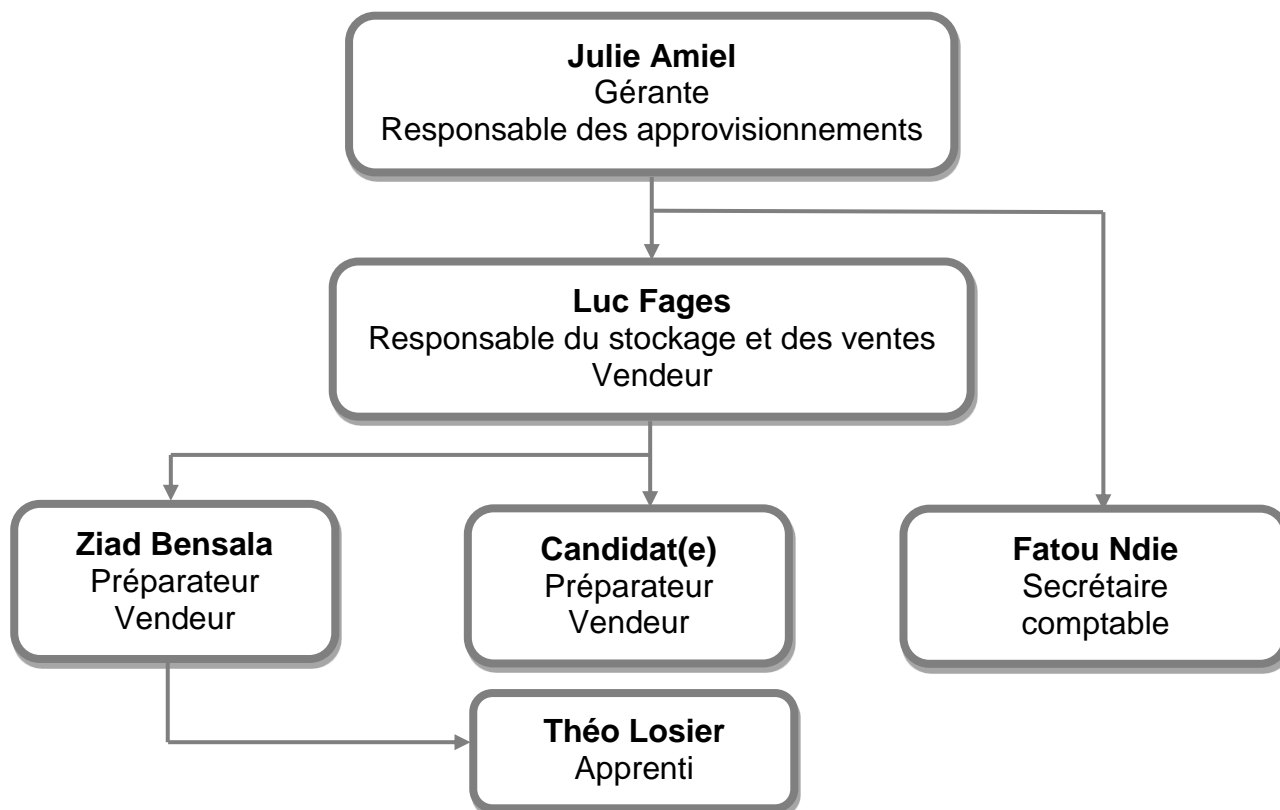 Julie Amiel
Gérante
Responsable des approvisionnements
Luc Fages
Responsable du stockage et des ventes
Vendeur
Ziad Bensala
Préparateur
Vendeur
Candidat(e)
Préparateur
Vendeur
Fatou Ndie
Secrétaire
comptable
Théo Losier
Apprenti